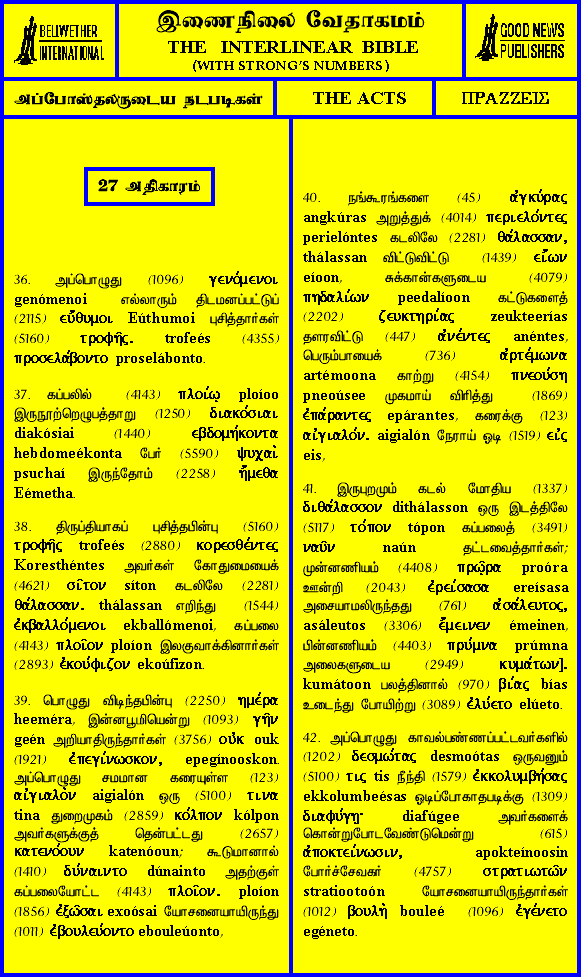 BELLWETHER
INTERNATIONAL
இணைநிலை வேதாகமம்
THE INTERLINEAR BIBLE
(WITH STRONG'S NUMBERS)
GOOD NEWS
PUBLISHERS
அப்போஸ்தலருடைய நடபடிகள்
THE ACTS
ΠΡΑΖΖΕΙΣ
27 அதிகாரம்
36. அப்பொழுது (1096) γενόμενοι
genómenoi எல்லாரும் திடமனப்பட்டுப்
(2115) εὔθυμοι Eúthumoi புசித்தார்கள்
(5160) τροφῆς. trofeés (4355)
προσελάβοντο proselábonto.
37. கப்பலில் (4143) πλοίῳ ploíoo
இருநூற்றெழுபத்தாறு (1250) διακόσιαι
diakósiai (1440) εβδομήκοντα
hebdomeékonta பேர் (5590) ψυχαὶ
psuchaí இருந்தோம் (2258) ἤμεθα
Eémetha.
38. திருப்தியாகப் புசித்தபின்பு (5160)
τροφῆς trofeés (2880) κορεσθέντες
Koresthéntes அவர்கள் கோதுமையைக்
(4621) σῖτον síton கடலிலே (2281)
θάλασσαν. thálassan எறிந்து (1544)
ἐκβαλλόμενοι ekballómenoi, கப்பலை
(4143) πλοῖον ploíon இலகுவாக்கினார்கள்
(2893) ἐκούφιζον ekoúfizon.
39. பொழுது விடிந்தபின்பு (2250) ημέρα
heeméra, இன்னபூமியென்று (1093) γῆν
geén அறியாதிருந்தார்கள் (3756) οὐκ ouk
(1921) ἐπεγίνωσκον, epegínooskon.
அப்பொழுது சமமான கரையுள்ள (123)
αἰγιαλὸν aigialón ஒரு (5100) τινα
tina துறைமுகம் (2859) κόλπον kólpon
அவர்களுக்குத் தென்பட்டது (2657)
κατενόουν katenóoun; கூடுமானால்
(1410) δύναιντο dúnainto அதற்குள்
கப்பலையோட்ட (4143) πλοῖον. ploíon
(1856) ἐξῶσαι exoósai யோசனையாயிருந்து
(1011) ἐβουλεύοντο ebouleúonto,
40. நங்கூரங்களை (45) ἀγκύρας
angkúras அறுத்துக் (4014) περιελόντες
perielóntes கடலிலே (2281) θάλασσαν,
thálassan விட்டுவிட்டு (1439) εἴων
eíoon, சுக்கான்களுடைய (4079)
πηδαλίων peedalíoon கட்டுகளைத்
(2202) ζευκτηρίας zeukteerías
தளரவிட்டு (447) ἀνέντες anéntes,
பெரும்பாயைக் (736) ἀρτέμωνα
artémoona காற்று (4154) πνεούση
pneoúsee முகமாய் விரித்து (1869)
ἐπάραντες epárantes, கரைக்கு (123)
αἰγιαλόν. aigialón நேராய் ஓடி (1519) εἰς
eis,
41. இருபுறமும் கடல் மோதிய (1337)
διθάλασσον dithálasson ஒரு இடத்திலே
(5117) τόπον tópon கப்பலைத் (3491)
ναῦν naún தட்டவைத்தார்கள்;
முன்னணியம் (4408) πρῷρα proóra
ஊன்றி (2043) ἐρείσασα ereísasa
அசையாமலிருந்தது (761) ἀσάλευτος,
asáleutos (3306) ἔμεινεν émeinen,
பின்னணியம் (4403) πρύμνα prúmna
அலைகளுடைய (2949) κυμάτων].
kumátoon பலத்தினால் (970) βίας bías
உடைந்து போயிற்று (3089) ἐλύετο elúeto.
42. அப்பொழுது காவல்பண்ணப்பட்டவர்களில்
(1202) δεσμώτας desmoótas ஒருவனும்
(5100) τις tis நீந்தி (1579) ἐκκολυμβήσας
ekkolumbeésas ஓடிப்போகாதபடிக்கு (1309)
διαφύγῃ· diafúgee அவர்களைக்
கொன்றுபோடவேண்டுமென்று (615)
ἀποκτείνωσιν, apokteínoosin
போர்ச்சேவகர் (4757) στρατιωτῶν
stratiootoón யோசனையாயிருந்தார்கள்
(1012) βουλὴ bouleé (1096) ἐγένετο
egéneto.